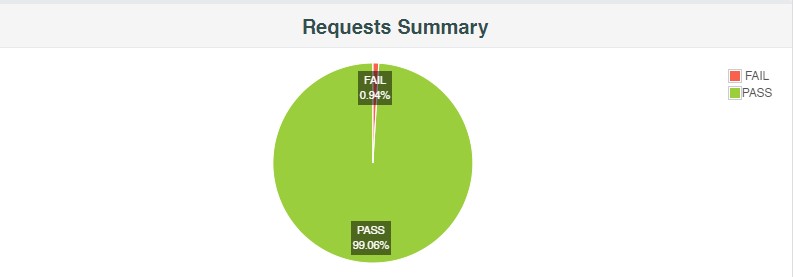 Requests Summary
FAIL
0.94%
FAIL
PASS
PASS
99.06%